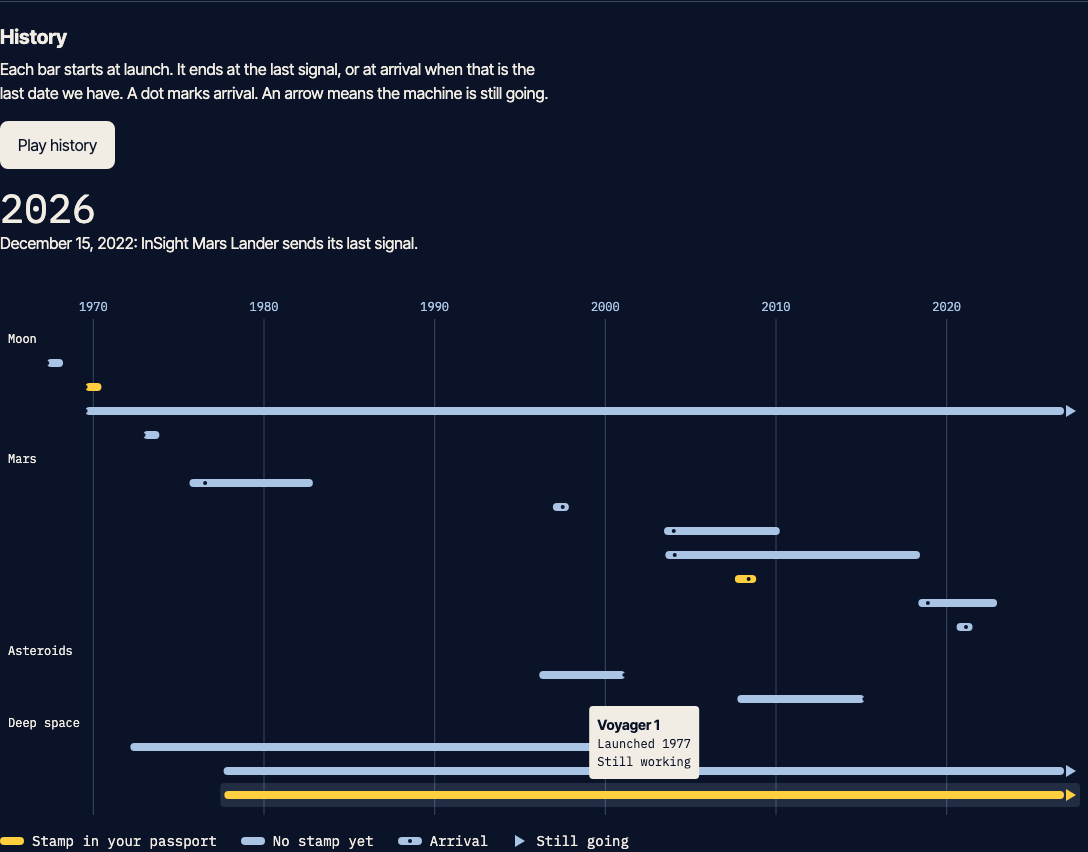 History
Each bar starts at launch. It ends at the last signal, or at arrival when that is the
last date we have. A dot marks arrival. An arrow means the machine is still going.
Play history
2026
December 15, 2022: InSight Mars Lander sends its last signal.
1970 1980 1990 2000 2010 2020
Moon
Mars
Asteroids
Deep space
Voyager 1
Launched 1977
Still working
Stamp in your passport No stamp yet Arrival Still going